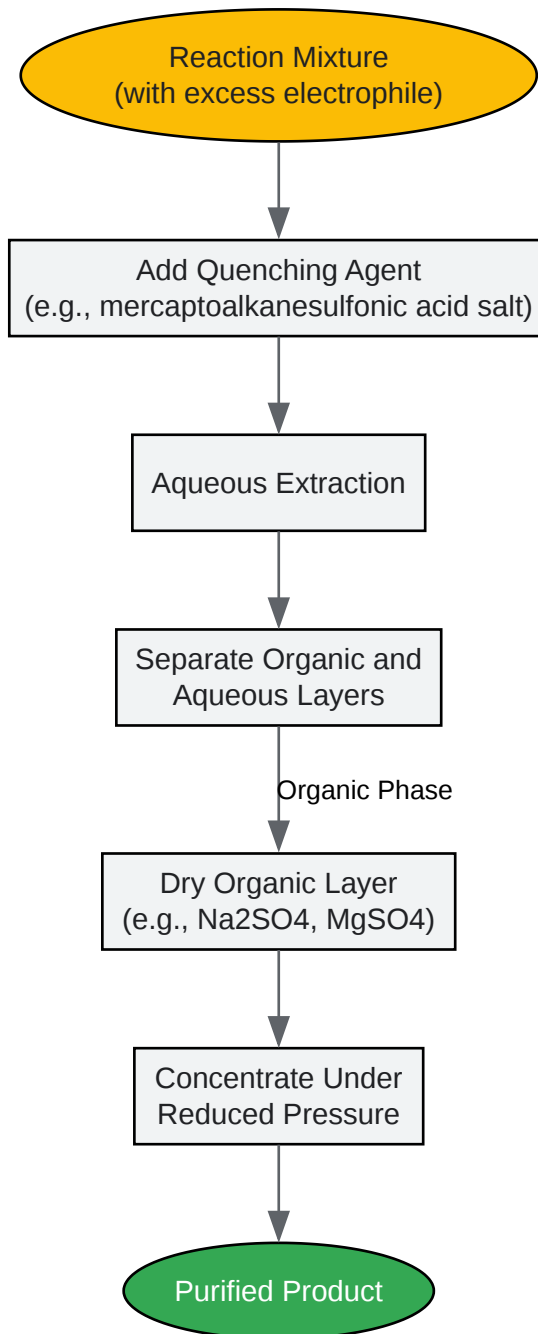 Reaction Mixture
(with excess electrophile)
Add Quenching Agent
(e.g., mercaptoalkanesulfonic acid salt)
Aqueous Extraction
Separate Organic and
Aqueous Layers
Organic Phase
Dry Organic Layer
(e.g., Na2SO4, MgSO4)
Concentrate Under
Reduced Pressure
Purified Product